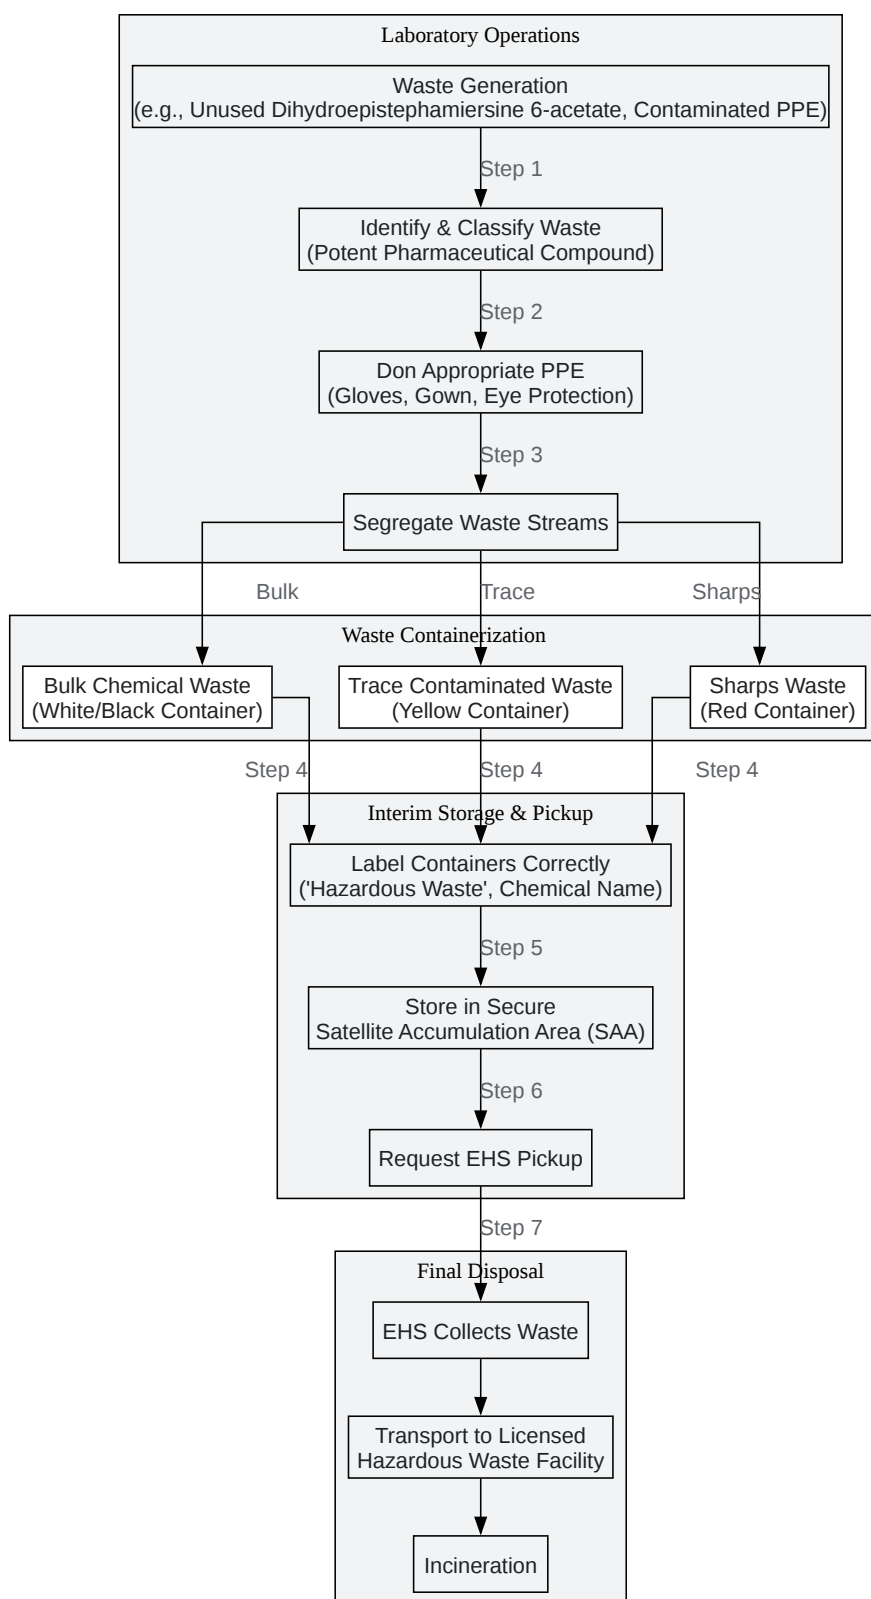 Laboratory Operations
Waste Generation
(e.g., Unused Dihydroepistephamiersine 6-acetate, Contaminated PPE)
Step 1
Identify & Classify Waste
(Potent Pharmaceutical Compound)
Step 2
Don Appropriate PPE
(Gloves, Gown, Eye Protection)
Step 3
Segregate Waste Streams
Bulk Trace Sharps
Waste Containerization
Bulk Chemical Waste
(White/Black Container)
Trace Contaminated Waste
(Yellow Container)
Sharps Waste
(Red Container)
Step 4 Step 4 Step 4
Interim Storage & Pickup
Label Containers Correctly
('Hazardous Waste', Chemical Name)
Step 5
Store in Secure
Satellite Accumulation Area (SAA)
Step 6
Request EHS Pickup
Step 7
Final Disposal
EHS Collects Waste
Transport to Licensed
Hazardous Waste Facility
Incineration